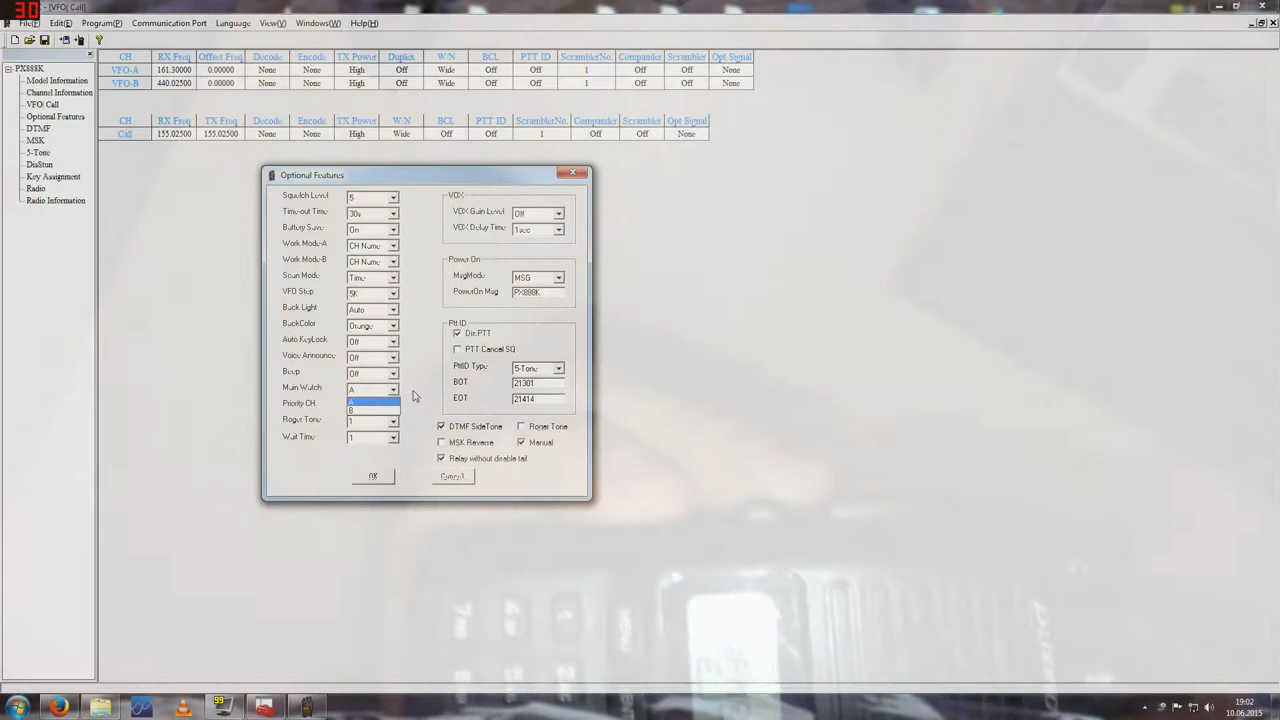 30
[VFO| Call]
File(F) Edit(E) Program(P) Communication Port Language View(V) Windows(W) Help(H)
PX888K
Model Information
Channel Information
VFO| Call
Optional Features
DTMF
MSK
5-Tone
DisStun
Key Assignment
Radio
Radio Information
CH RX Freq Offset Freq Decode Encode TX Power Duplex W/N BCL PTT ID ScramblerNo. Compander Scrambler Opt Signal
VFO-A 161.30000 0.00000 None None High Off Wide Off Off 1 Off Off None
VFO-B 440.02500 0.00000 None None High Off Wide Off Off 1 Off Off None
CH RX Freq TX Freq Decode Encode TX Power W/N BCL PTT ID ScramblerNo. Compander Scrambler Opt Signal
Call 155.02500 155.02500 None None High Wide Off Off 1 Off Off None
Optional Features
Squelch Level 5
Time-out Time 30s
Battery Save On
Work Mode-A CH Name
Work Mode-B CH Name
Scan Mode Time
VFO Step 5K
Back Light Auto
BackColor Orange
Auto KeyLock Off
Voice Announce Off
Beep Off
Main Watch A
A
Priority CH. B
Roger Tone 1
Wait Time 1
OK
VOX
VOX Gain Level Off
VOX Delay Time 1sec
Power On
MsgMode MSG
PowerOn Msg PX888K
Ptt ID
Dis.PTT
PTT Cancel SQ
PttID Type 5-Tone
BOT 21301
EOT 21414
DTMF SideTone Roger Tone
MSK Reverse Manual
Relay without disable tail
Cancel
99
19:02
10.06.2015